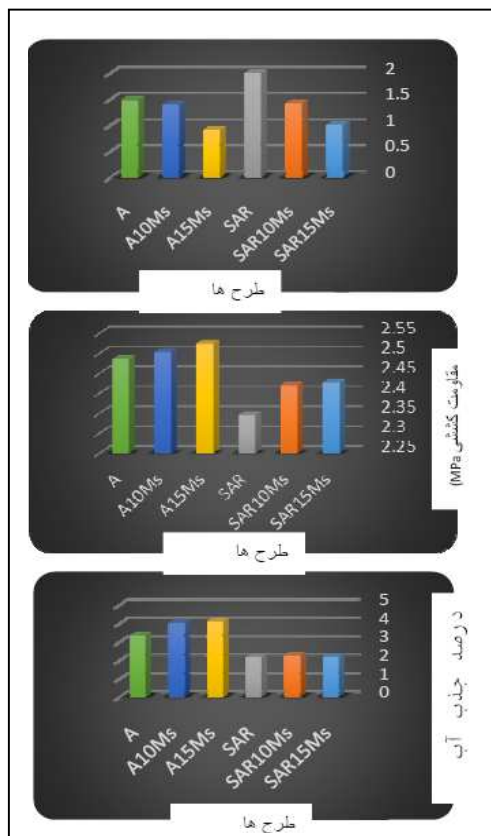 2
1.5
1
0.5
0
A
A10Ms
A15Ms
SAR
SAR10Ms
SAR15Ms
طرح ها
2.55
2.5
2.45
2.4
2.35
2.3
2.25
مقاومت کششی MPa)
A
A10Ms
A15Ms
SAR
SAR10Ms
SAR15Ms
طرح ها
5
4
3
2
1
0
درصد جذب آب
A
A10Ms
A15Ms
SAR
SAR10Ms
SAR15Ms
طرح ها